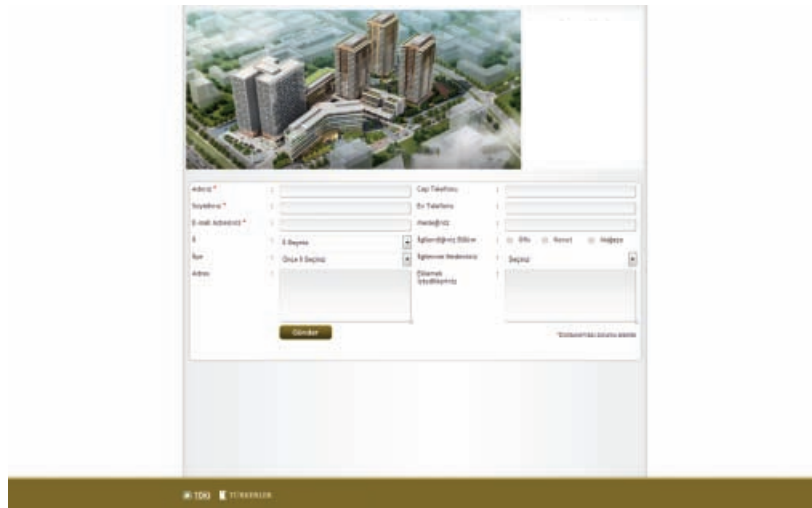 Adınız *
Cep Telefonu
Soyadınız *
Ev Telefonu
E-mail Adresiniz *
Mesleğiniz
İl
İl Seçiniz
İlgilendiğiniz Bölüm
Ofis
Konut
Mağaza
İlçe
Önce İl Seçiniz
İlgilenme Nedeniniz
Seçiniz
Adres
Eklemek
İstedikleriniz
Gönder
TOKİ TÜRKERLER